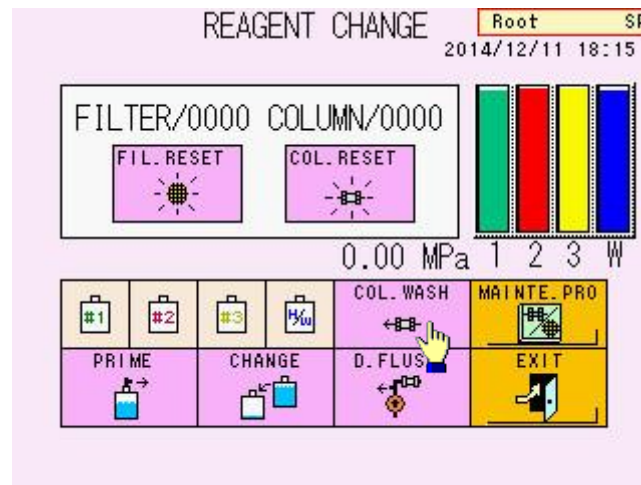 REAGENT CHANGE
Root
2014/12/11 18:15
FILTER/0000 COLUMN/0000
FIL.RESET
COL.RESET
0.00 MPa
1 2 3 W
#1
#2
#3
H/W
COL.WASH
MAINTE.PRO
PRIME
CHANGE
D.FLUS
EXIT